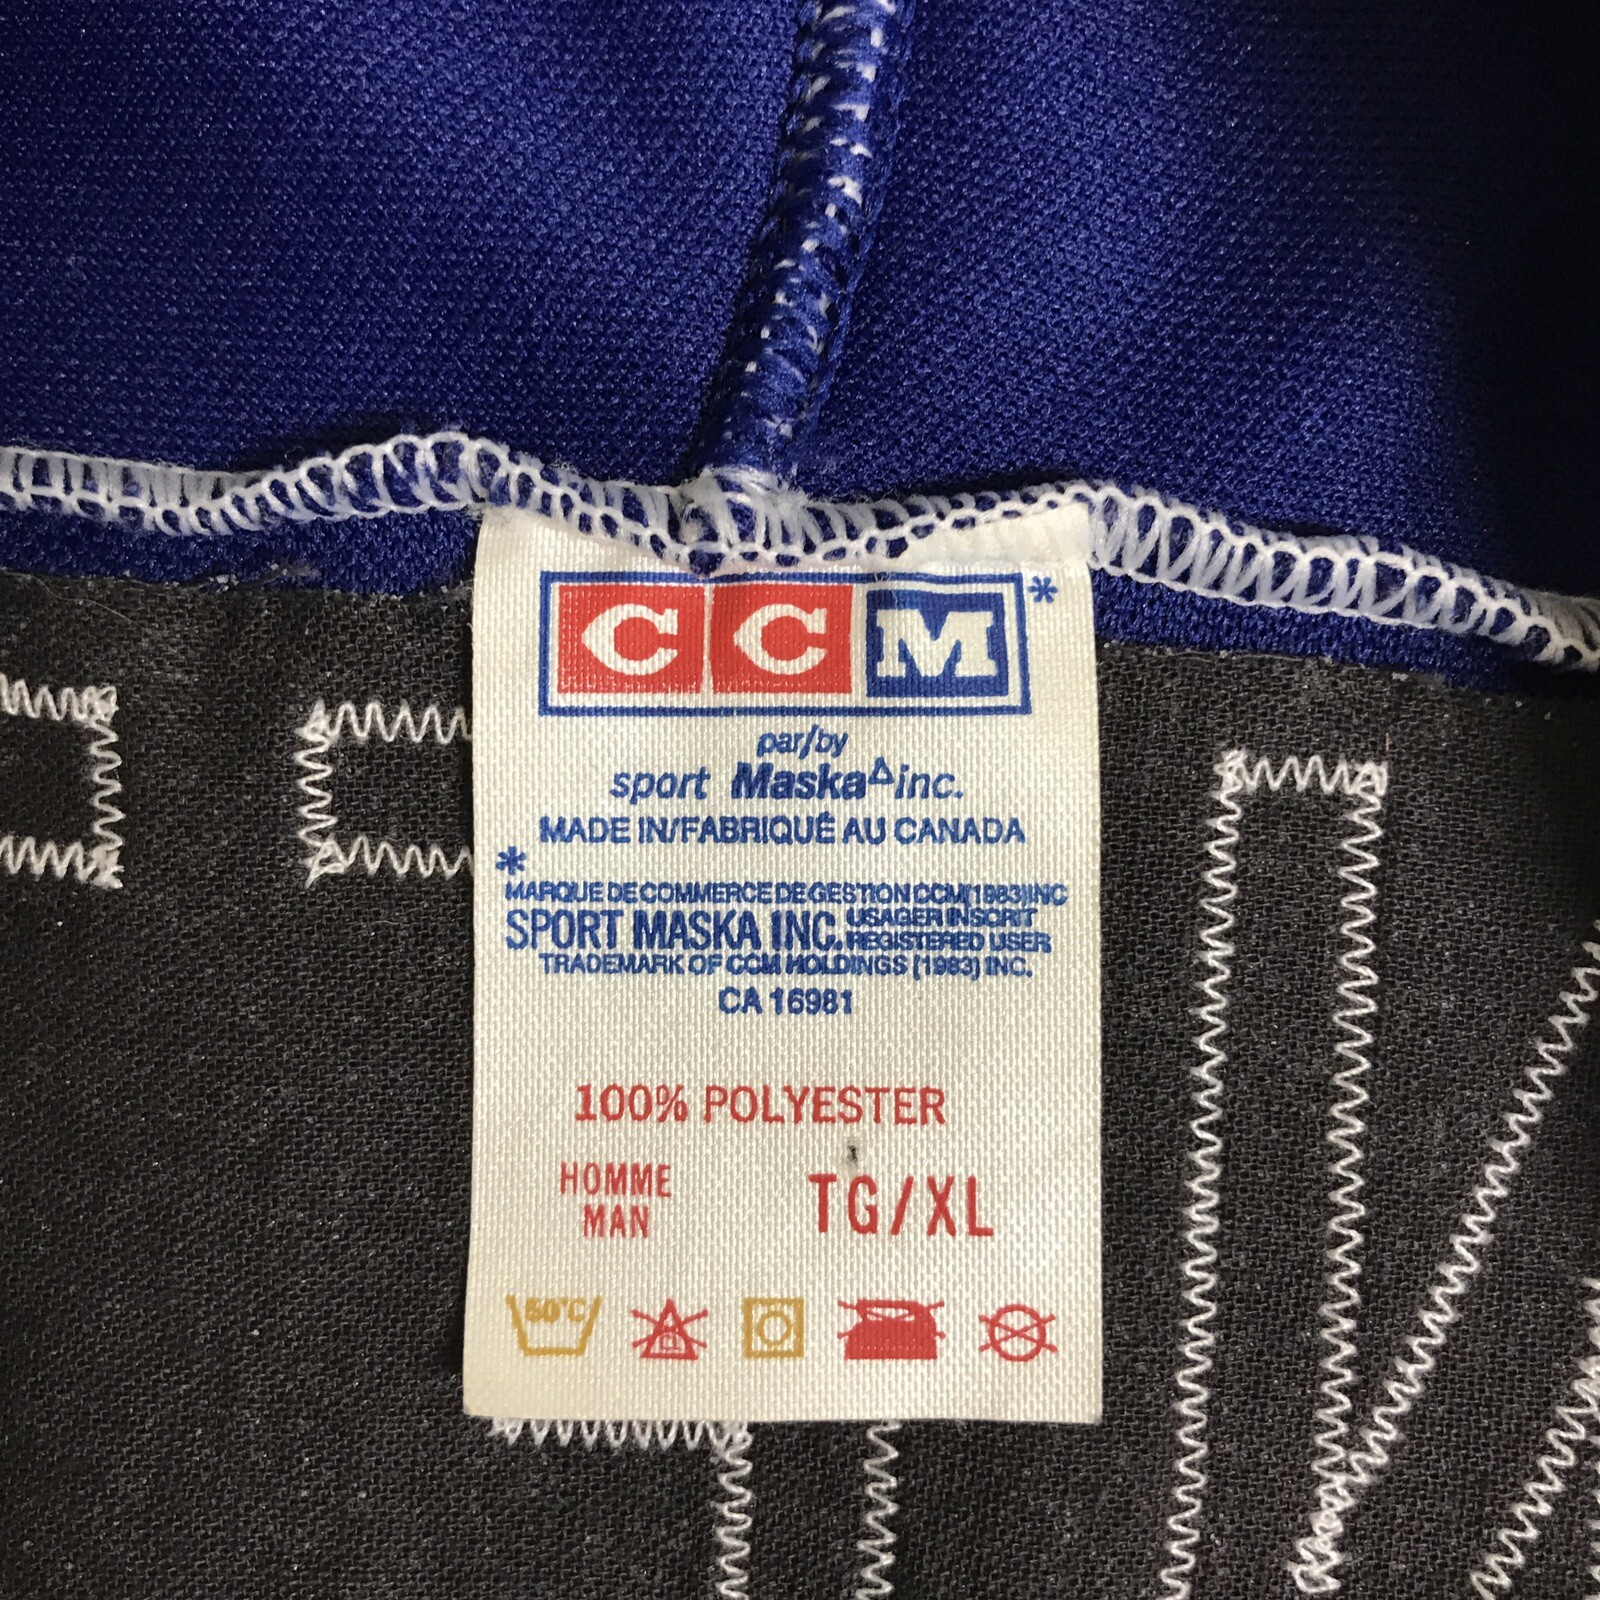 CCM*
par/by
sport Maska Δ inc.
MADE IN/FABRIQUÉ AU CANADA
*
MARQUE DE COMMERCE DE GESTION CCM(1983)INC
SPORT MASKA INC. USAGER INSCRIT
REGISTERED USER
TRADEMARK OF CCM HOLDINGS (1983) INC.
CA 16981
100% POLYESTER
HOMME
MAN
TG/XL
50°C